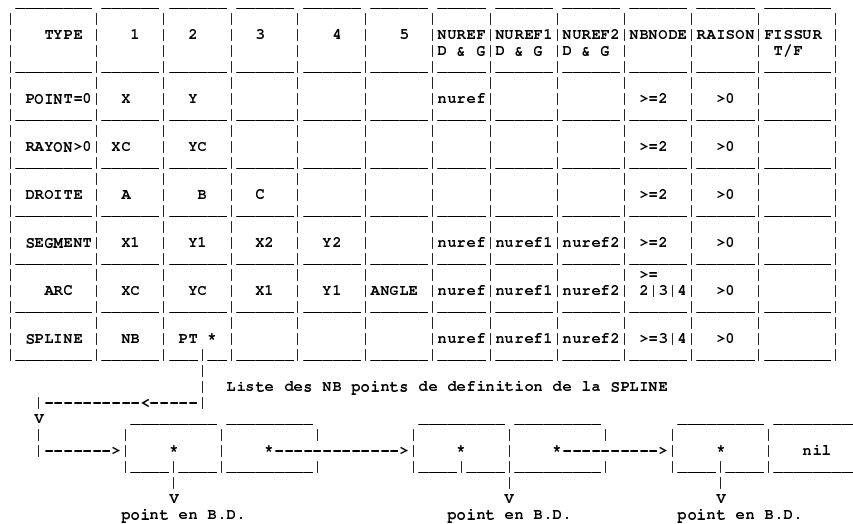 TYPE 1 2 3 4 5 NUREF NUREF1 NUREF2 NBNODE RAISON FISSUR
D & G D & G D & G T/F
POINT=0 X Y nuref >=2 >0
RAYON>0 XC YC >=2 >0
DROITE A B C >=2 >0
SEGMENT X1 Y1 X2 Y2 nuref nuref1 nuref2 >=2 >0
>=
ARC XC YC X1 Y1 ANGLE nuref nuref1 nuref2 2|3|4 >0
SPLINE NB PT * nuref nuref1 nuref2 >=3|4 >0
Liste des NB points de definition de la SPLINE
|----------<-----|
V
|------->| * | *------------->| * | *---------->| * | nil
V V V
point en B.D. point en B.D. point en B.D.